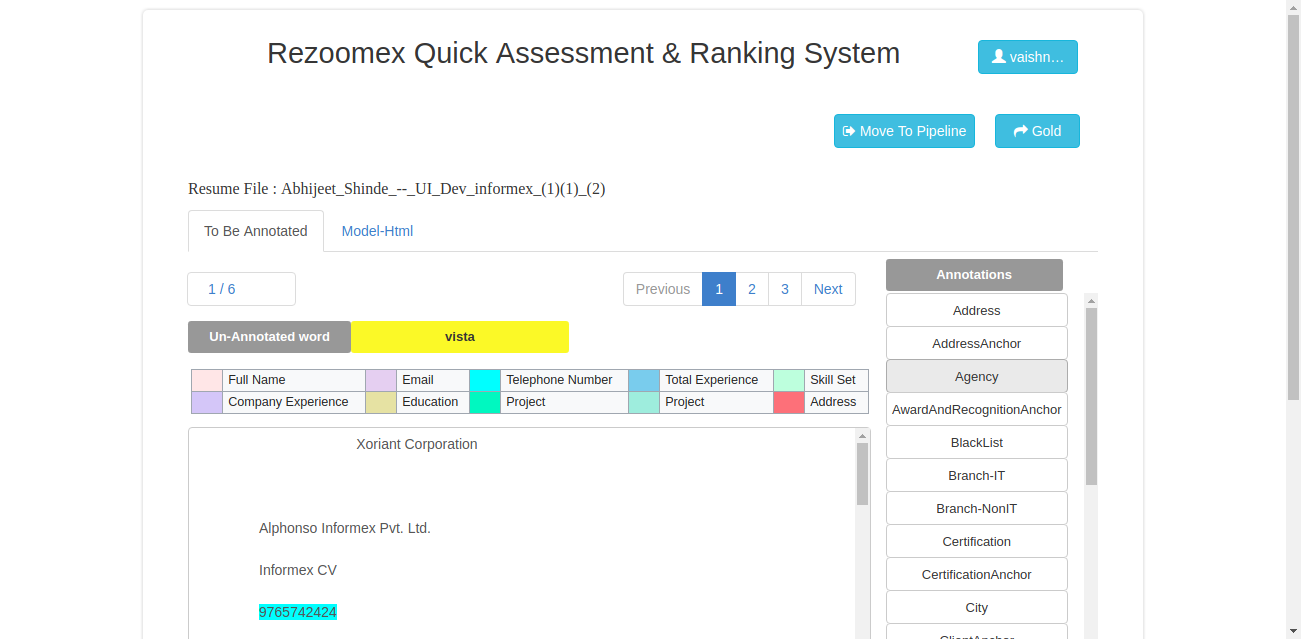 Rezoomex Quick Assessment & Ranking System
vaishn...
Move To Pipeline
Gold
Resume File : Abhijeet_Shinde_--_UI_Dev_informex_(1)(1)_(2)
To Be Annotated
Model-Html
1 / 6
Previous 1 2 3 Next
Un-Annotated word vista
Full Name Email Telephone Number Total Experience Skill Set
Company Experience Education Project Project Address
Xoriant Corporation
Alphonso Informex Pvt. Ltd.
Informex CV
9765742424
Annotations
Address
AddressAnchor
Agency
AwardAndRecognitionAnchor
BlackList
Branch-IT
Branch-NonIT
Certification
CertificationAnchor
City
ClientAnchor